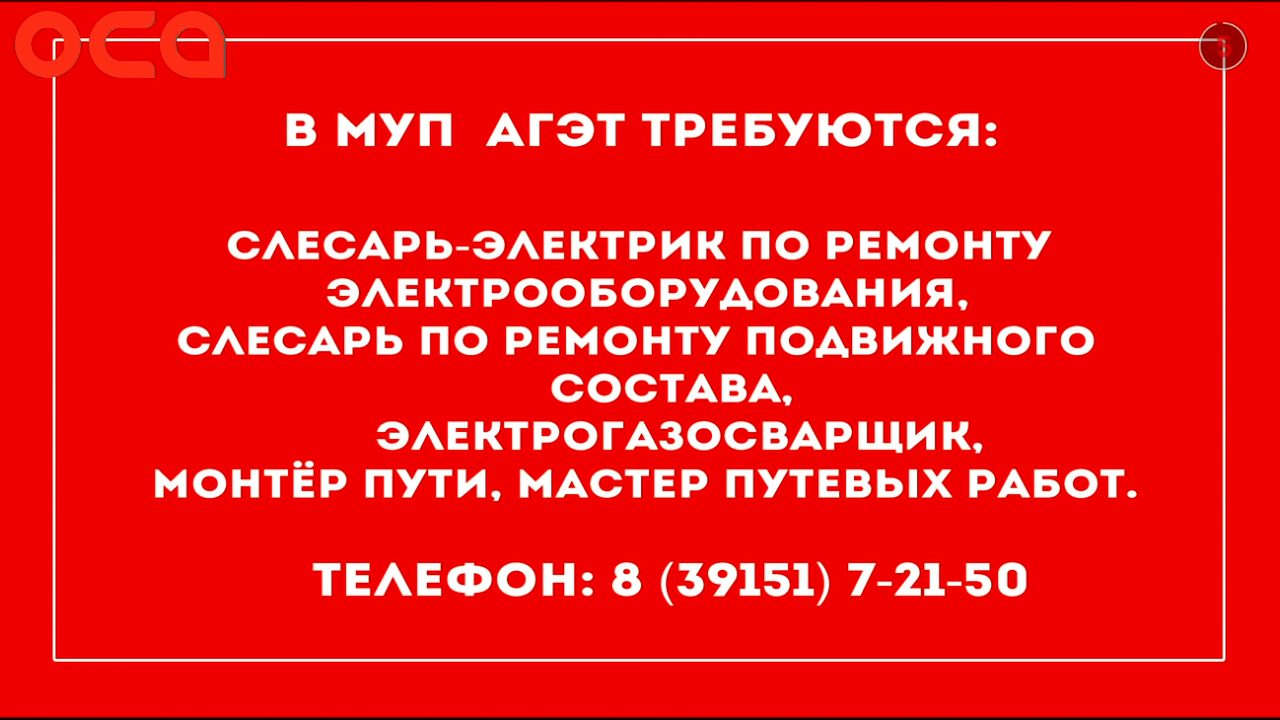 оса
5
В МУП АГЭТ ТРЕБУЮТСЯ:
СЛЕСАРЬ-ЭЛЕКТРИК ПО РЕМОНТУ
ЭЛЕКТРООБОРУДОВАНИЯ,
СЛЕСАРЬ ПО РЕМОНТУ ПОДВИЖНОГО
СОСТАВА,
ЭЛЕКТРОГАЗОСВАРЩИК,
МОНТЁР ПУТИ, МАСТЕР ПУТЕВЫХ РАБОТ.
ТЕЛЕФОН: 8 (39151) 7-21-50